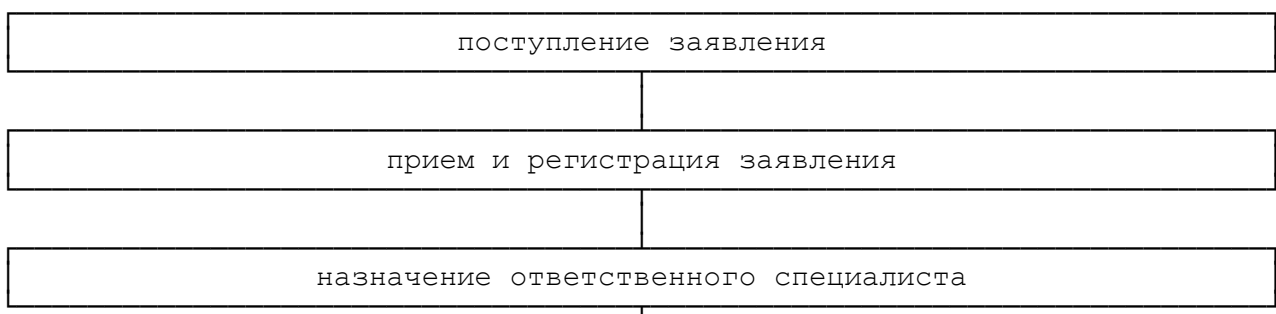 поступление заявления
прием и регистрация заявления
назначение ответственного специалиста